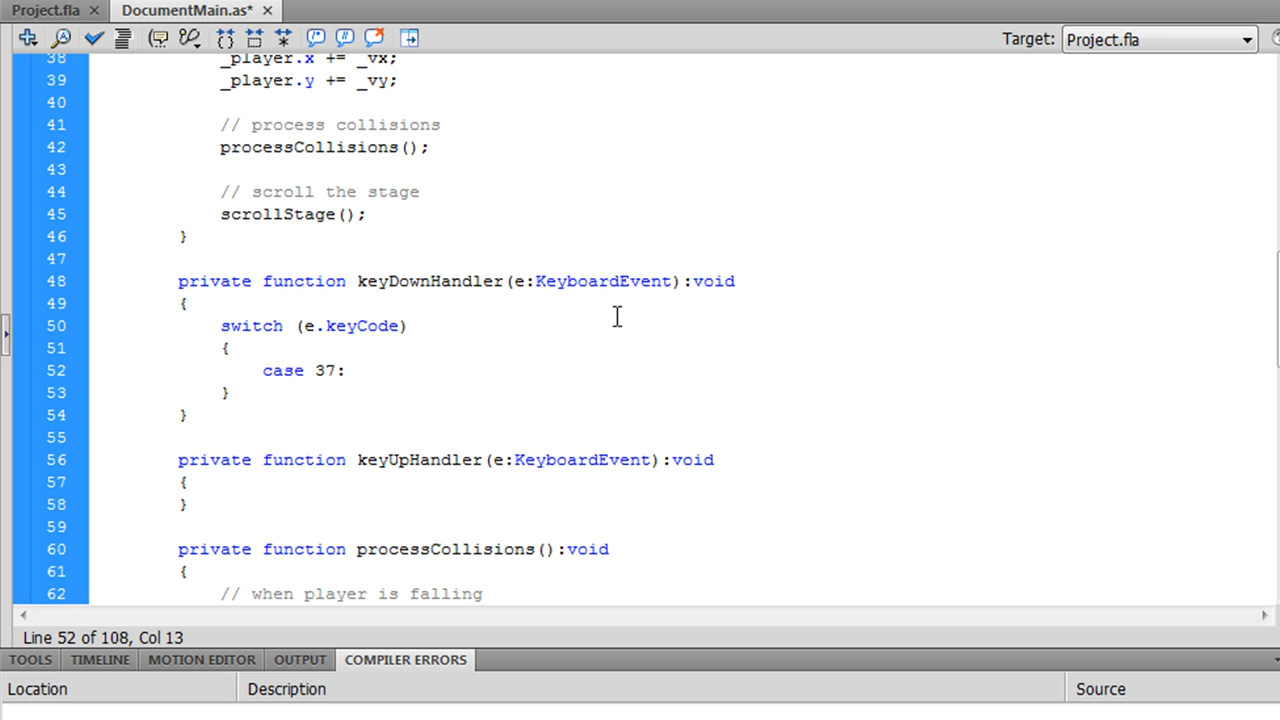 Project.fla × DocumentMain.as* ×
Target: Project.fla
38 _player.x += _vx;
39 _player.y += _vy;
40
41 // process collisions
42 processCollisions();
43
44 // scroll the stage
45 scrollStage();
46 }
47
48 private function keyDownHandler(e:KeyboardEvent):void
49 {
50 switch (e.keyCode)
51 {
52 case 37:
53 }
54 }
55
56 private function keyUpHandler(e:KeyboardEvent):void
57 {
58 }
59
60 private function processCollisions():void
61 {
62 // when player is falling
Line 52 of 108, Col 13
TOOLS TIMELINE MOTION EDITOR OUTPUT COMPILER ERRORS
Location Description Source